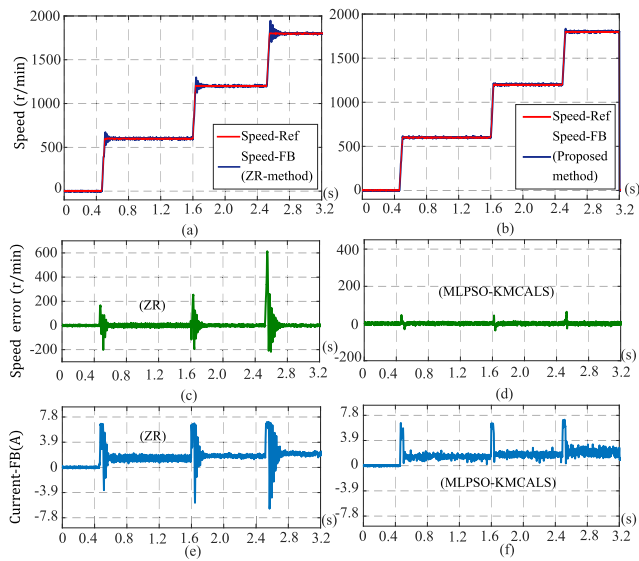 2000
1500
1000
500
0
Speed (r/min)
Speed-Ref
Speed-FB
(ZR-method)
(s)
0 0.4 0.8 1.2 1.6 2.0 2.4 2.8 3.2
(a)
2000
1500
1000
500
0
Speed-Ref
Speed-FB
(Proposed
method)
(s)
0 0.4 0.8 1.2 1.6 2.0 2.4 2.8 3.2
(b)
600
400
200
0
-200
Speed error (r/min)
(ZR)
(s)
0 0.4 0.8 1.2 1.6 2.0 2.4 2.8 3.2
(c)
400
200
0
-200
(MLPSO-KMCALS)
(s)
0 0.4 0.8 1.2 1.6 2.0 2.4 2.8 3.2
(d)
7.8
3.9
0
-3.9
-7.8
Current-FB(A)
(ZR)
(s)
0 0.4 0.8 1.2 1.6 2.0 2.4 2.8 3.2
(e)
7.8
3.9
0
-3.9
-7.8
(MLPSO-KMCALS)
(s)
0 0.4 0.8 1.2 1.6 2.0 2.4 2.8 3.2
(f)